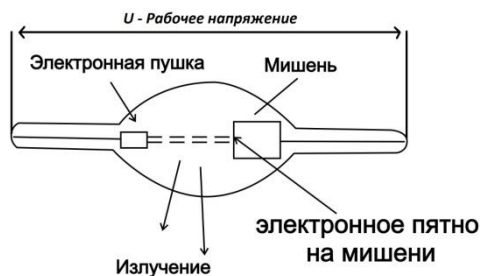 U - Рабочее напряжение
Электронная пушка
Мишень
электронное пятно
на мишени
Излучение